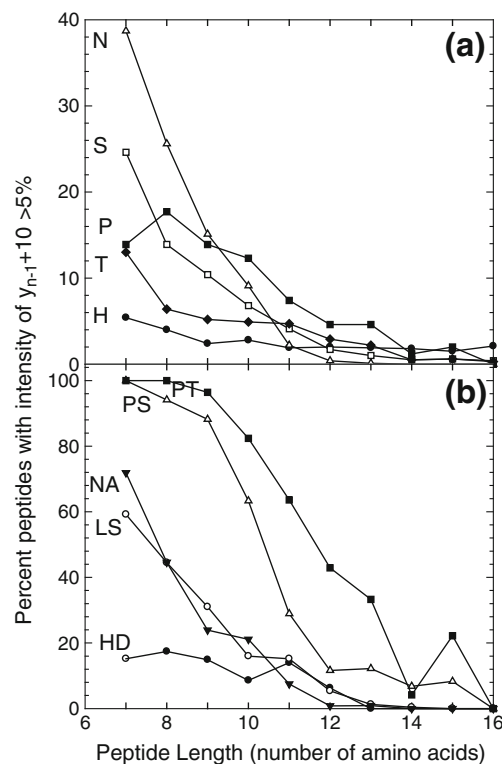 40
(a)
N
30
S
20
P
T
10
H
0
Percent peptides with intensity of yn-1+10 >5%
100
(b)
PS
PT
80
NA
60
LS
40
20
HD
0
6 8 10 12 14 16
Peptide Length (number of amino acids)